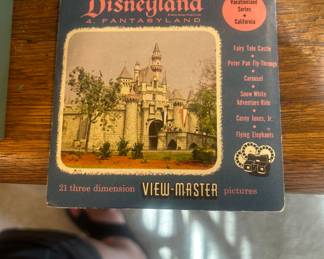 Disneyland
4. FANTASYLAND
Vacationland
Series
•
California
Fairy Tale Castle
•
Peter Pan Fly-Through
•
Carousel
•
Snow White
Adventure Ride
•
Casey Jones, Jr.
•
Flying Elephants
21 three dimension VIEW-MASTER pictures